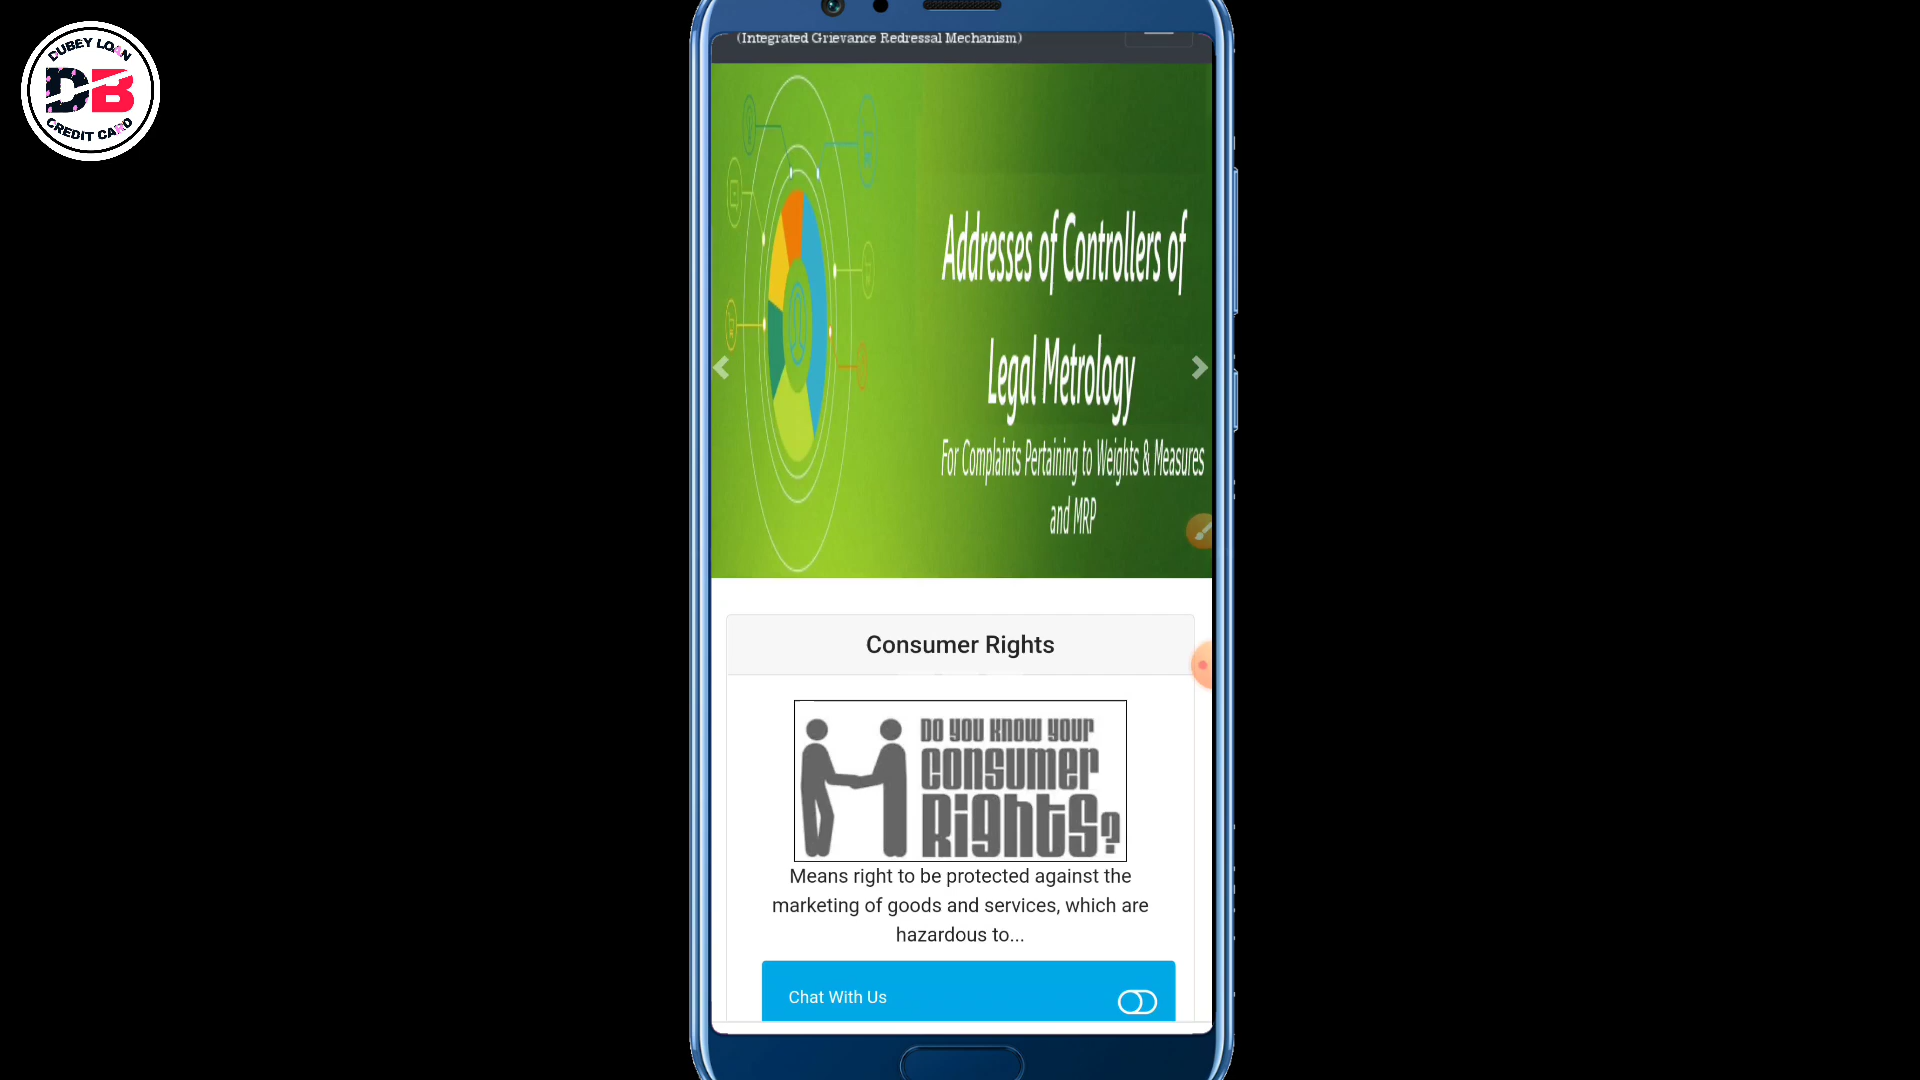 DUBEY LOAN
DB
CREDIT CARD
(Integrated Grievance Redressal Mechanism)
Addresses of Controllers of
Legal Metrology
For Complaints Pertaining to Weights & Measures
and MRP
Consumer Rights
DO YOU KNOW YOUR
CONSUMER
RIGHTS?
Means right to be protected against the
marketing of goods and services, which are
hazardous to...
Chat With Us